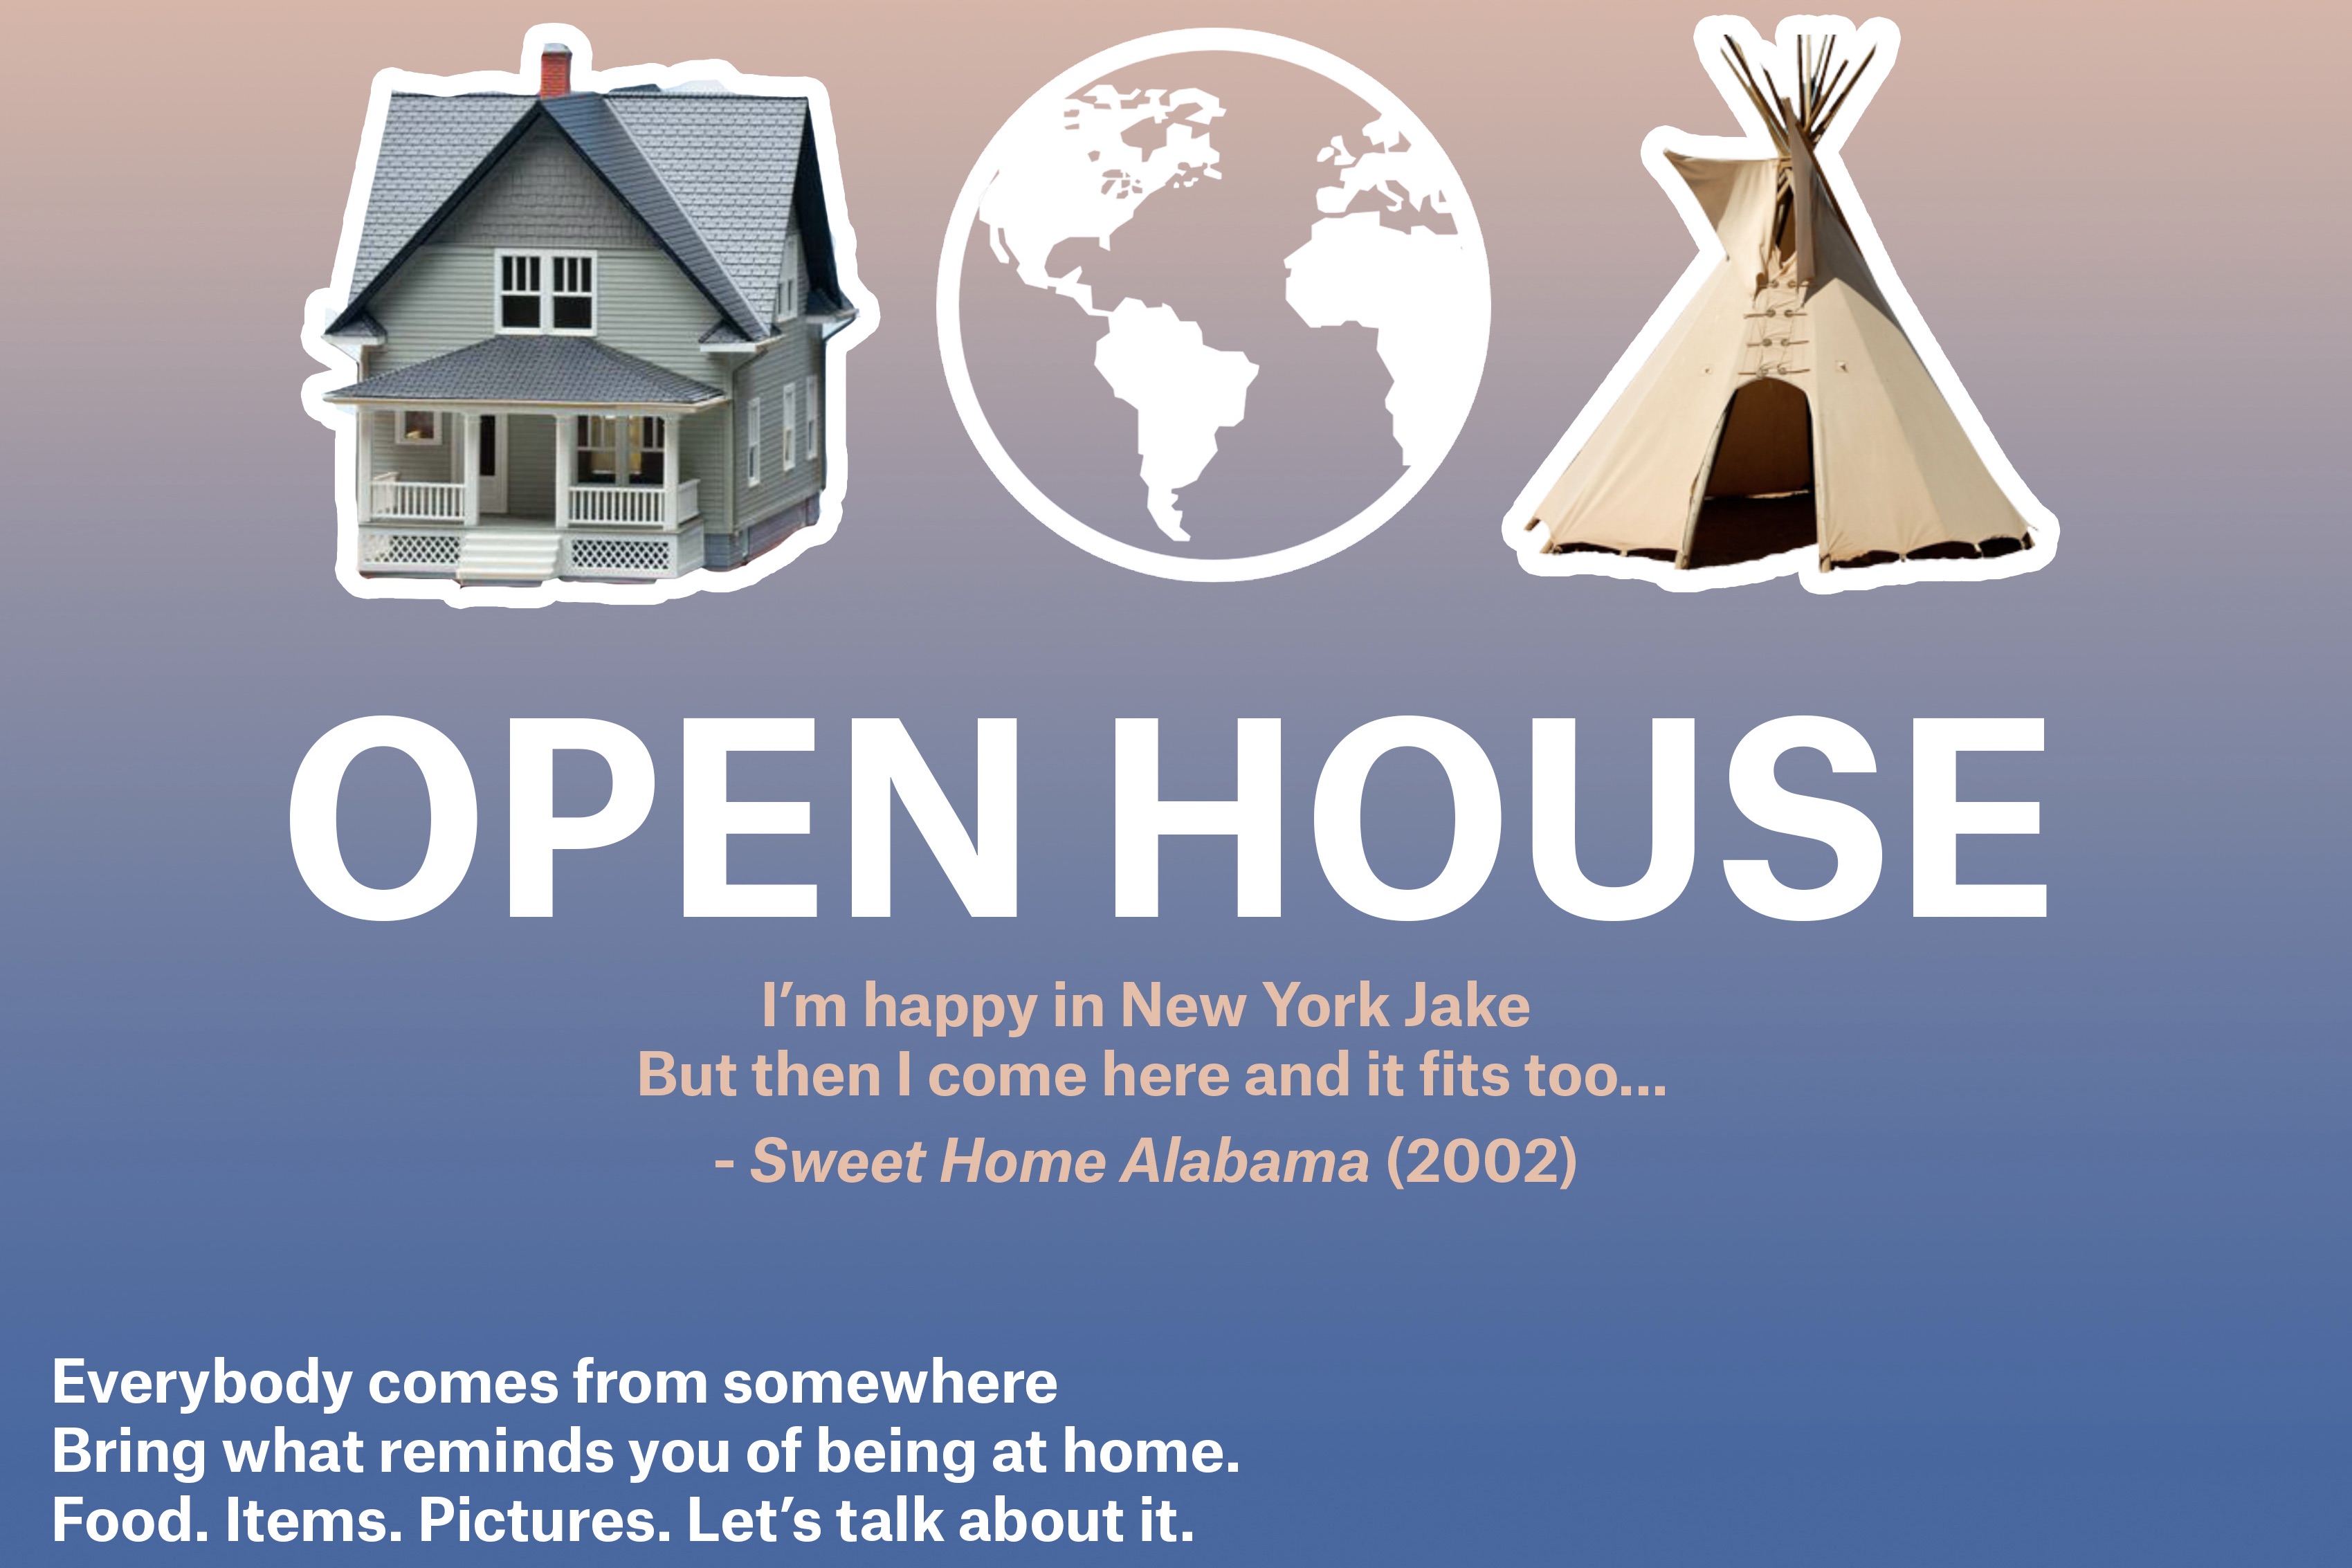 OPEN HOUSE
I’m happy in New York Jake
But then I come here and it fits too...
- Sweet Home Alabama (2002)
Everybody comes from somewhere
Bring what reminds you of being at home.
Food. Items. Pictures. Let’s talk about it.